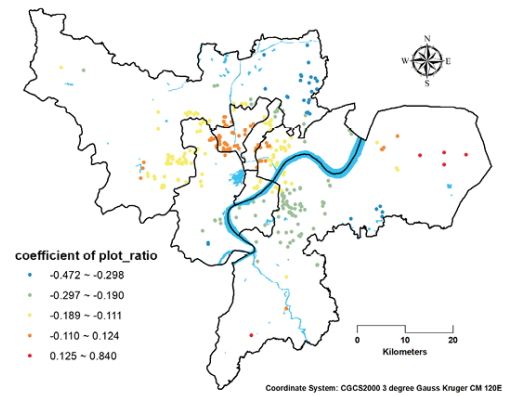 N
W E
S
coefficient of plot_ratio
-0.472 ~ -0.298
-0.297 ~ -0.190
-0.189 ~ -0.111
-0.110 ~ 0.124
0.125 ~ 0.840
0 10 20
Kilometers
Coordinate System: CGCS2000 3 degree Gauss Kruger CM 120E